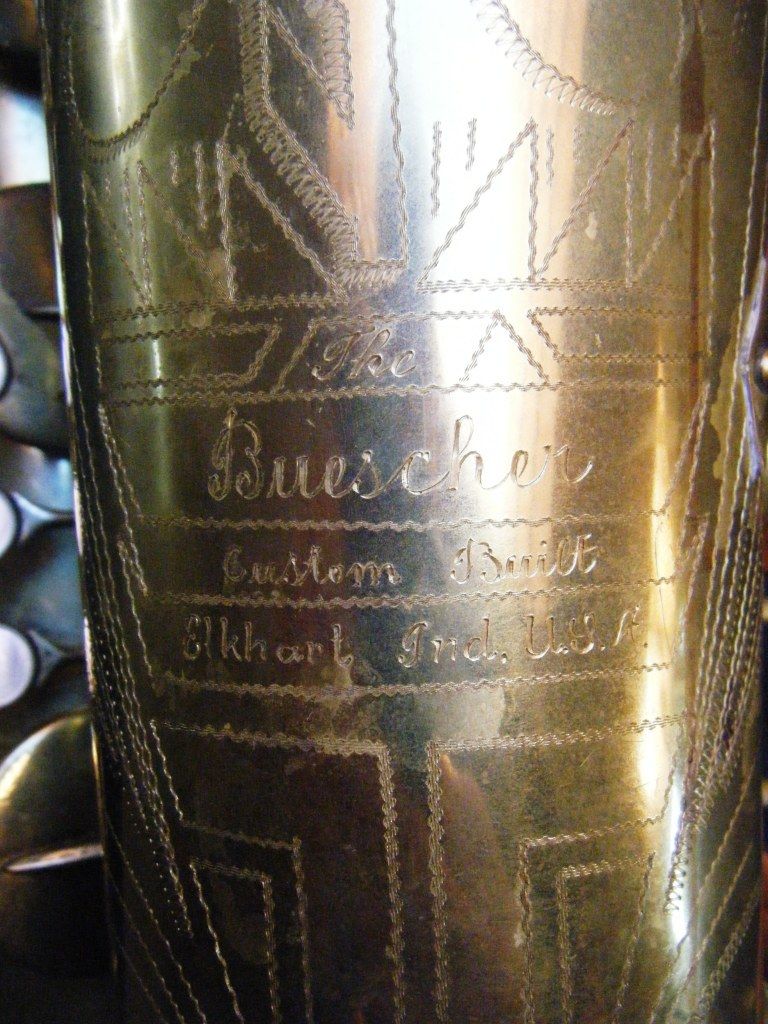 The
Buescher
Custom Built
Elkhart, Ind. U.S.A.